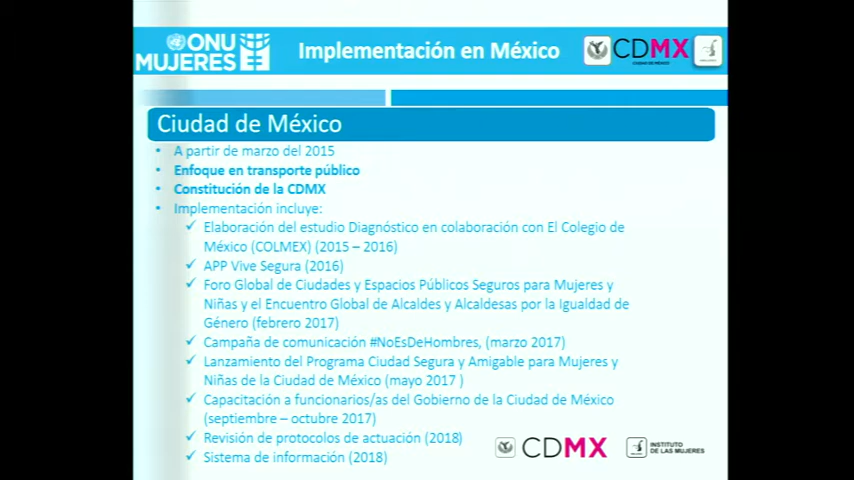 ONU
MUJERES
Implementación en México
CDMX
CIUDAD DE MÉXICO
Ciudad de México
• A partir de marzo del 2015
• Enfoque en transporte público
• Constitución de la CDMX
• Implementación incluye:
✓ Elaboración del estudio Diagnóstico en colaboración con El Colegio de
México (COLMEX) (2015 – 2016)
✓ APP Vive Segura (2016)
✓ Foro Global de Ciudades y Espacios Públicos Seguros para Mujeres y
Niñas y el Encuentro Global de Alcaldes y Alcaldesas por la Igualdad de
Género (febrero 2017)
✓ Campaña de comunicación #NoEsDeHombres, (marzo 2017)
✓ Lanzamiento del Programa Ciudad Segura y Amigable para Mujeres y
Niñas de la Ciudad de México (mayo 2017 )
✓ Capacitación a funcionarios/as del Gobierno de la Ciudad de México
(septiembre – octubre 2017)
✓ Revisión de protocolos de actuación (2018)
✓ Sistema de información (2018)
CDMX
INSTITUTO
DE LAS MUJERES